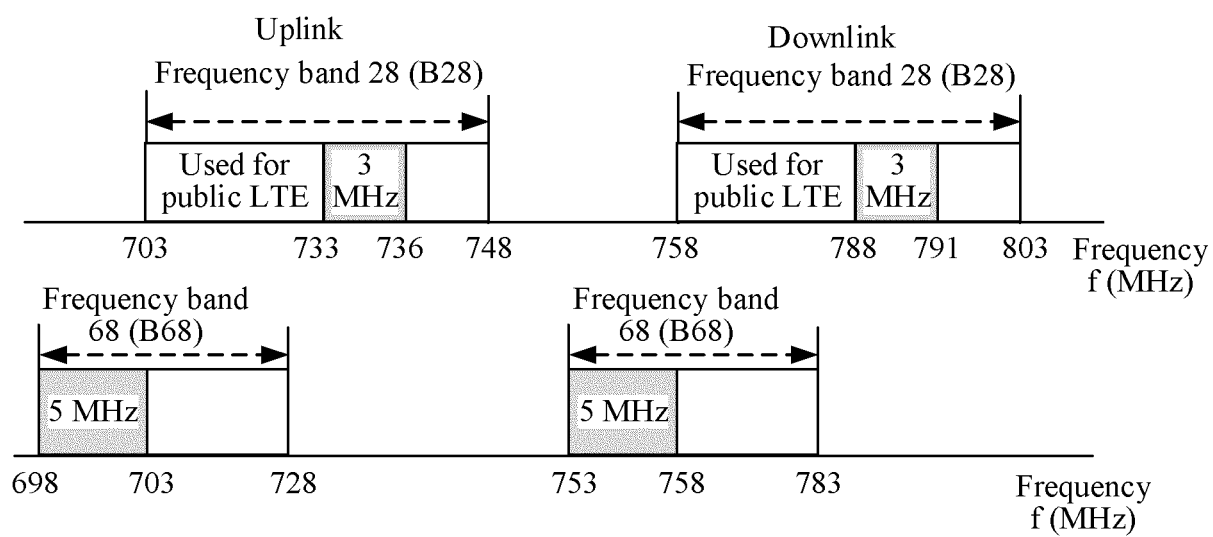 Uplink
Frequency band 28 (B28)
Downlink
Frequency band 28 (B28)
Used for
public LTE
3
MHz
Used for
public LTE
3
MHz
703
733
736
748
758
788
791
803
Frequency
f (MHz)
Frequency band
68 (B68)
Frequency band
68 (B68)
5 MHz
5 MHz
698
703
728
753
758
783
Frequency
f (MHz)